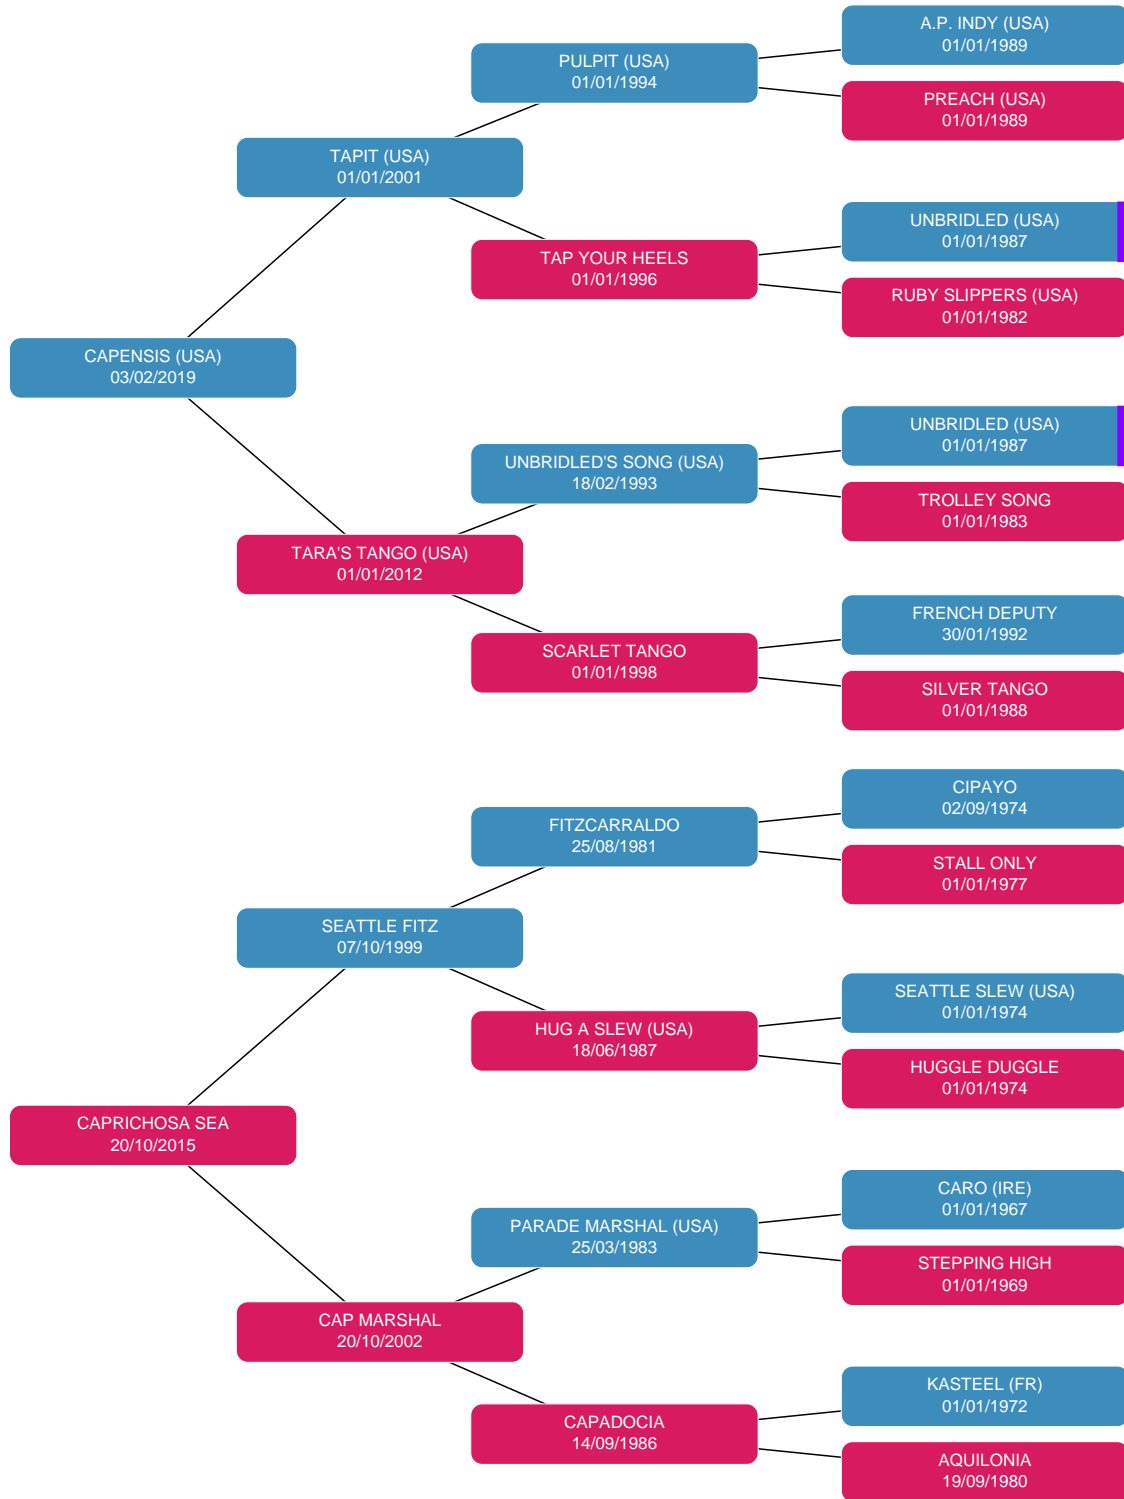 A.P. INDY (USA)
01/01/1989
PULPIT (USA)
01/01/1994
PREACH (USA)
01/01/1989
TAPIT (USA)
01/01/2001
UNBRIDLED (USA)
01/01/1987
TAP YOUR HEELS
01/01/1996
RUBY SLIPPERS (USA)
01/01/1982
CAPENSIS (USA)
03/02/2019
UNBRIDLED (USA)
01/01/1987
UNBRIDLED'S SONG (USA)
18/02/1993
TROLLEY SONG
01/01/1983
TARA'S TANGO (USA)
01/01/2012
FRENCH DEPUTY
30/01/1992
SCARLET TANGO
01/01/1998
SILVER TANGO
01/01/1988
CIPAYO
02/09/1974
FITZCARRALDO
25/08/1981
STALL ONLY
01/01/1977
SEATTLE FITZ
07/10/1999
SEATTLE SLEW (USA)
01/01/1974
HUG A SLEW (USA)
18/06/1987
HUGGLE DUGGLE
01/01/1974
CAPRICHOSA SEA
20/10/2015
CARO (IRE)
01/01/1967
PARADE MARSHAL (USA)
25/03/1983
STEPPING HIGH
01/01/1969
CAP MARSHAL
20/10/2002
KASTEEL (FR)
01/01/1972
CAPADOCIA
14/09/1986
AQUILONIA
19/09/1980